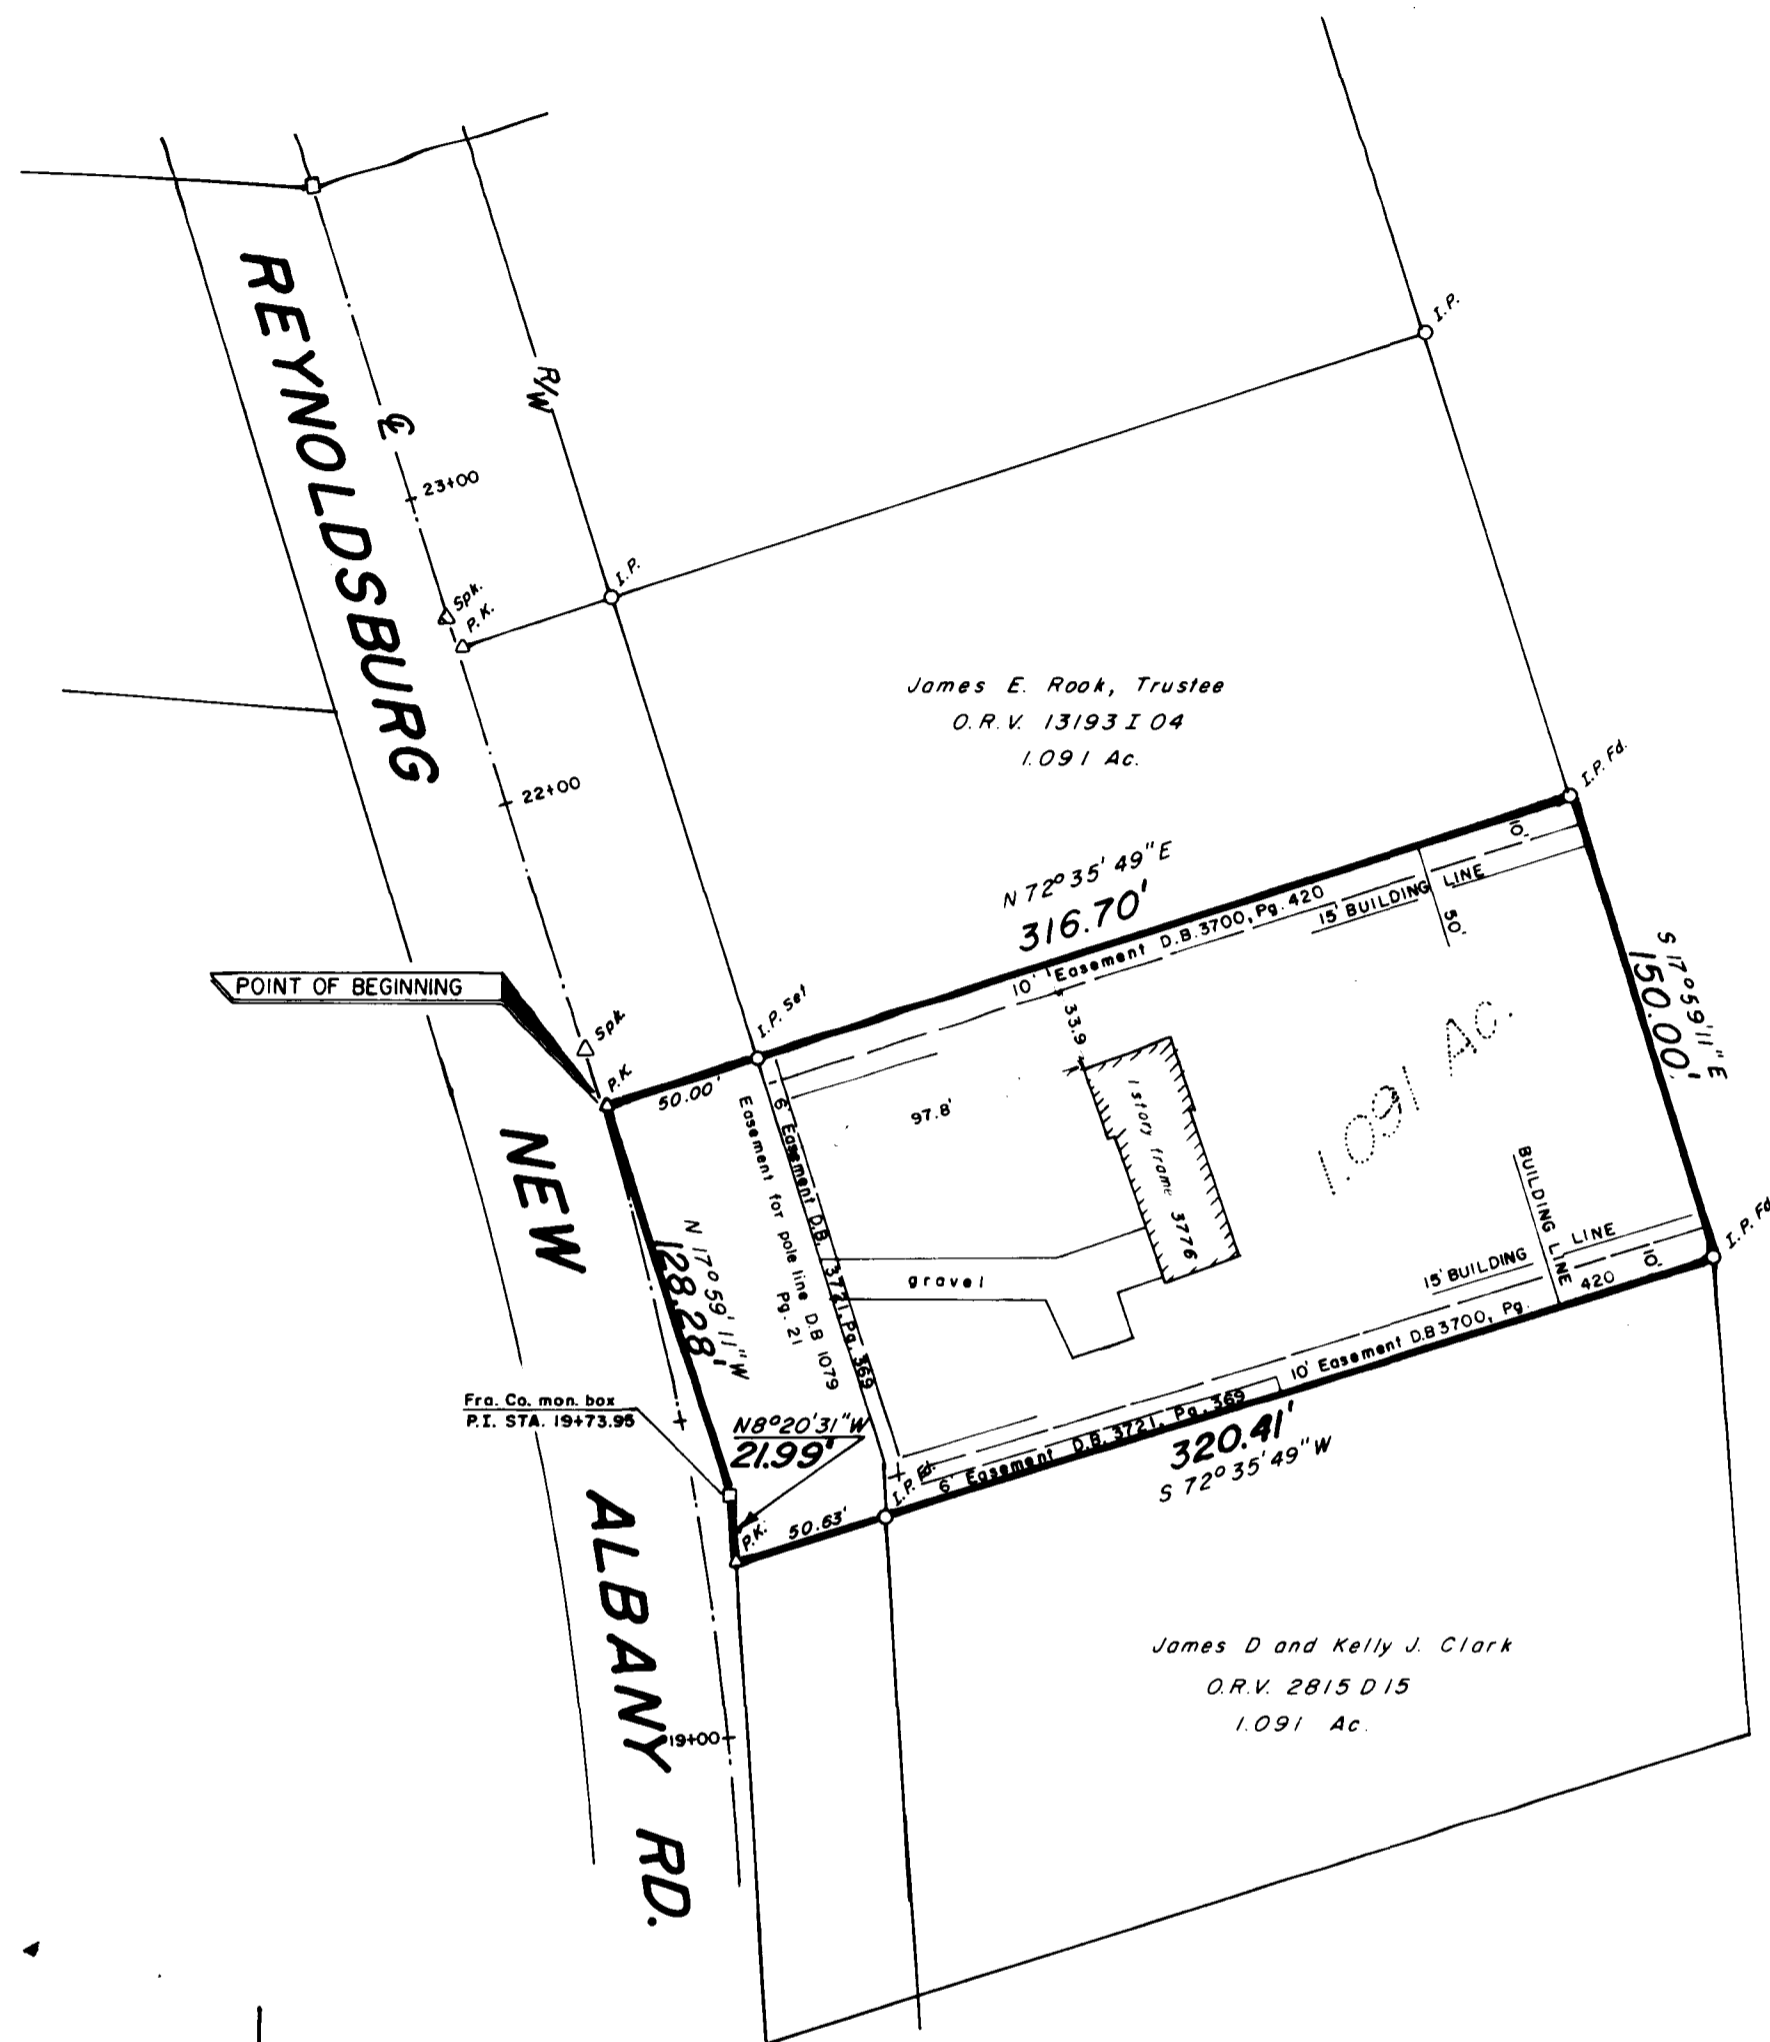 REYNOLDSBURG
NEW
ALBANY RD.
R/W
23+00
I.P.
I.P.
Spk.
P.K.
22+00
James E. Rook, Trustee
O.R.V. 13193 I 04
1.091 Ac.
I.P. Fd.
N 72° 35' 49" E
316.70'
10' Easement D.B. 3700, Pg. 420
15' BUILDING LINE
10'
50'
S 17° 59' 11" E
150.00'
POINT OF BEGINNING
Spk.
P.K.
I.P. Set
50.00'
33.9
97.8'
1 story frame 3776
1.091 Ac.
6' Easement D.B. 3721, Pg. 369
Easement for pole line D.B 1079
Pg. 21
N 17° 59' 11" W
128.28'
gravel
BUILDING LINE
15' BUILDING LINE
10'
I.P. Fd.
10' Easement D.B 3700, Pg. 420
Fra. Co. mon. box
P.I. STA. 19+73.95
N8°20'31"W
21.99'
I.P. Fd.
6' Easement D.B. 3721, Pg. 369
320.41'
S 72° 35' 49" W
P.K.
50.63'
19+00
James D and Kelly J. Clark
O.R.V. 2815 D 15
1.091 Ac.